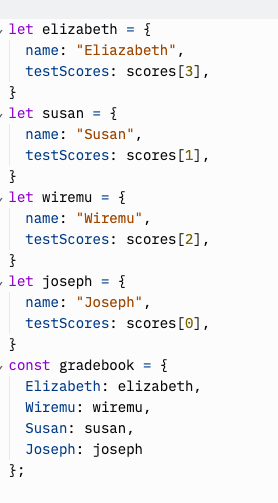 let elizabeth = {
  name: "Eliazabeth",
  testScores: scores[3],
}
let susan = {
  name: "Susan",
  testScores: scores[1],
}
let wiremu = {
  name: "Wiremu",
  testScores: scores[2],
}
let joseph = {
  name: "Joseph",
  testScores: scores[0],
}
const gradebook = {
  Elizabeth: elizabeth,
  Wiremu: wiremu,
  Susan: susan,
  Joseph: joseph
};